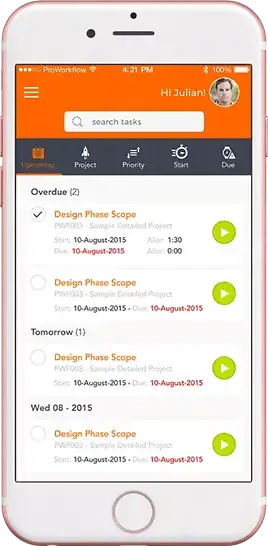 ProWorkflow 4:21 PM 100%
Hi Julian!
search tasks
Upcoming Project Priority Start Due
Overdue (2)
Design Phase Scope
PWF003 - Sample Detailed Project
Start: 10-August-2015 Alloc: 1:30
Due: 10-August-2015 Alloc: 0:00
Design Phase Scope
PWF003 - Sample Detailed Project
Start: 10-August-2015 - Due: 10-August-2015
Tomorrow (1)
Design Phase Scope
PWF003 - Sample Detailed Project
Start: 10-August-2015 - Due: 10-August-2015
Wed 08 - 2015
Design Phase Scope
PWF003 - Sample Detailed Project
Start: 10-August-2015 - Due: 10-August-2015